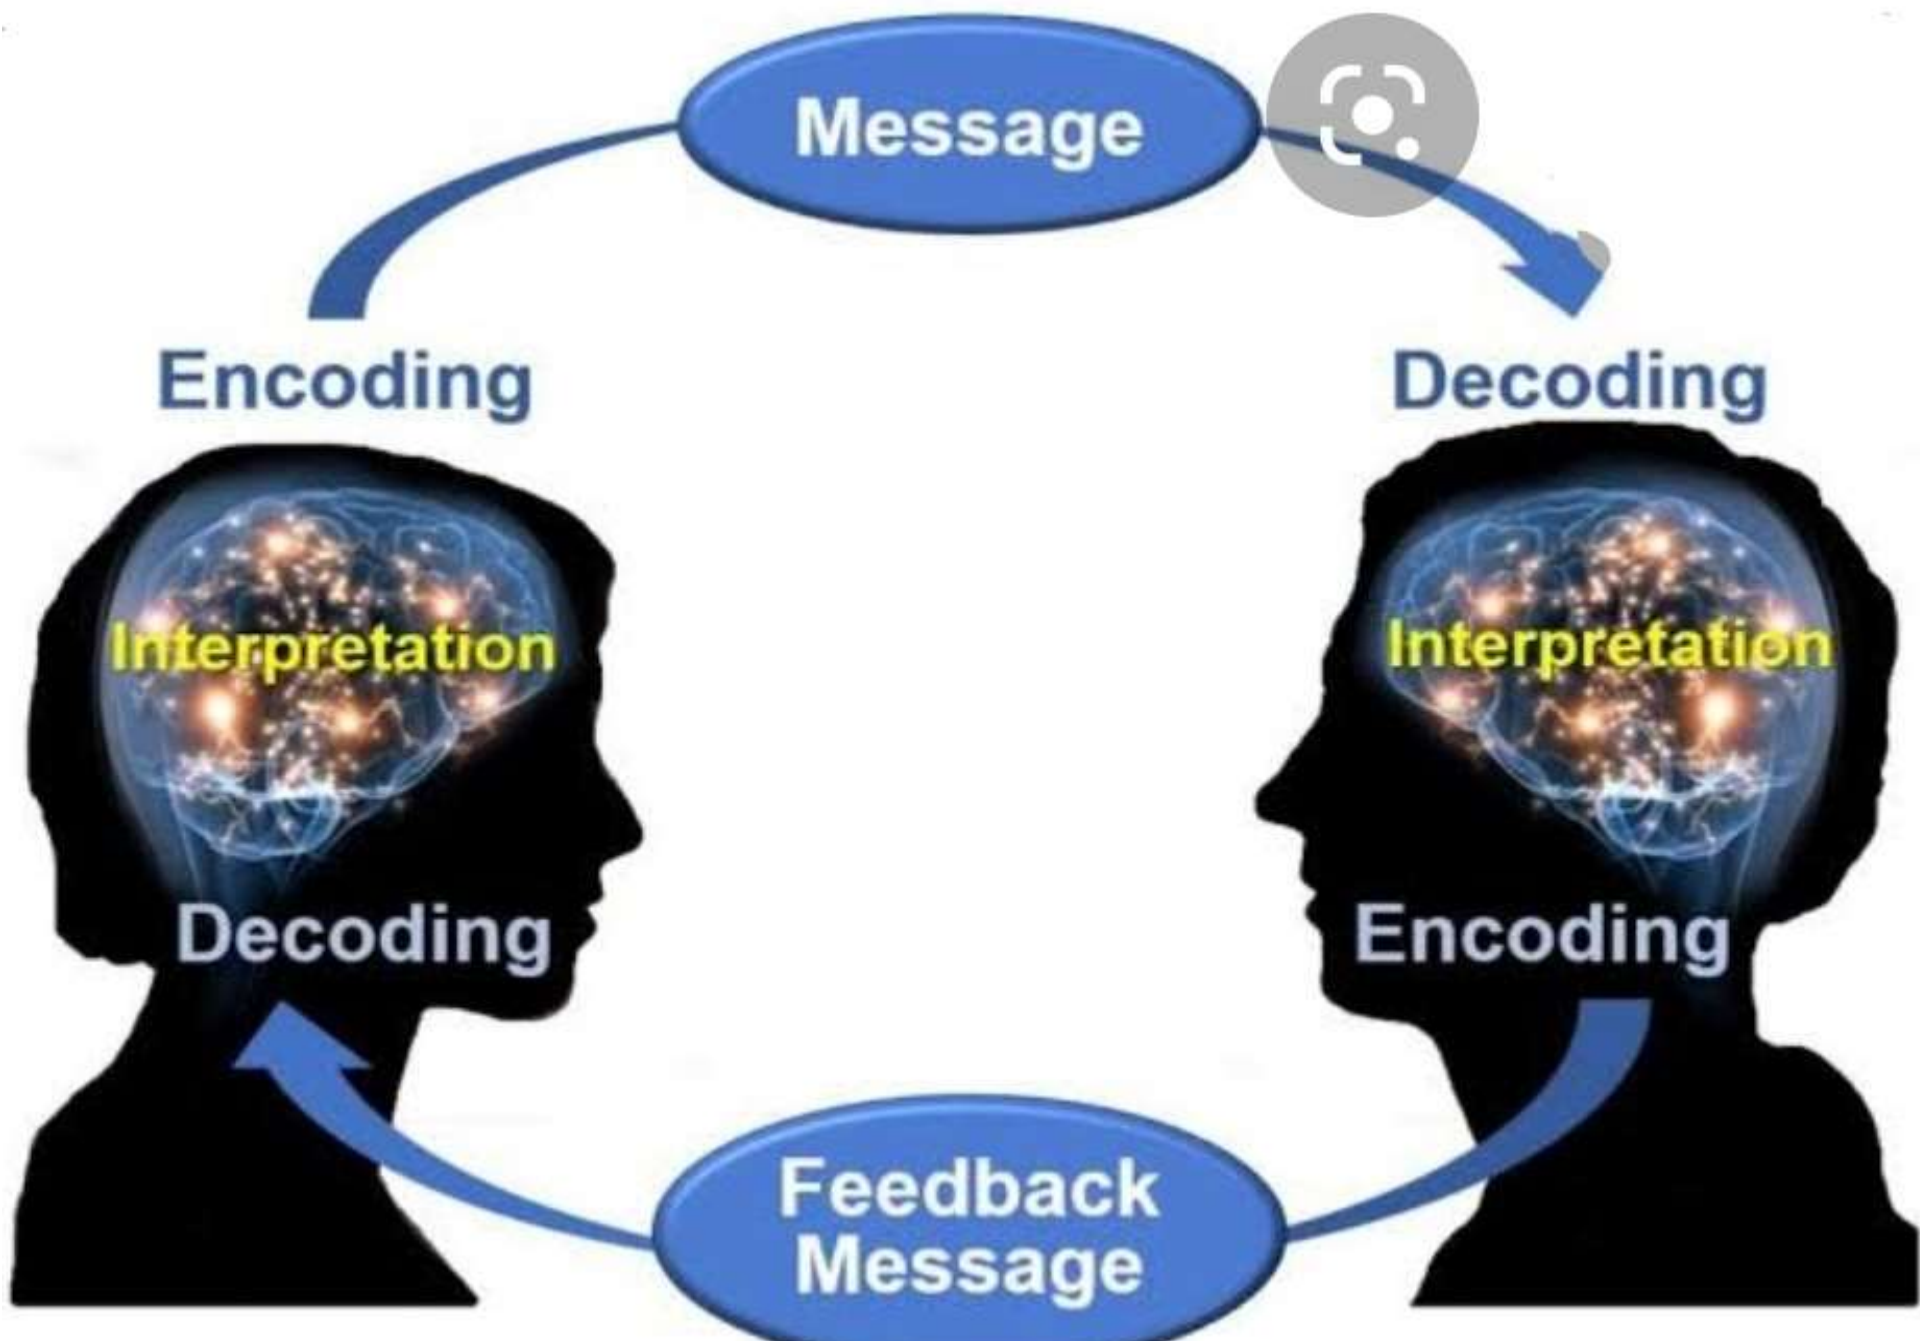 Message
Encoding
Decoding
Interpretation
Interpretation
Decoding
Encoding
Feedback
Message